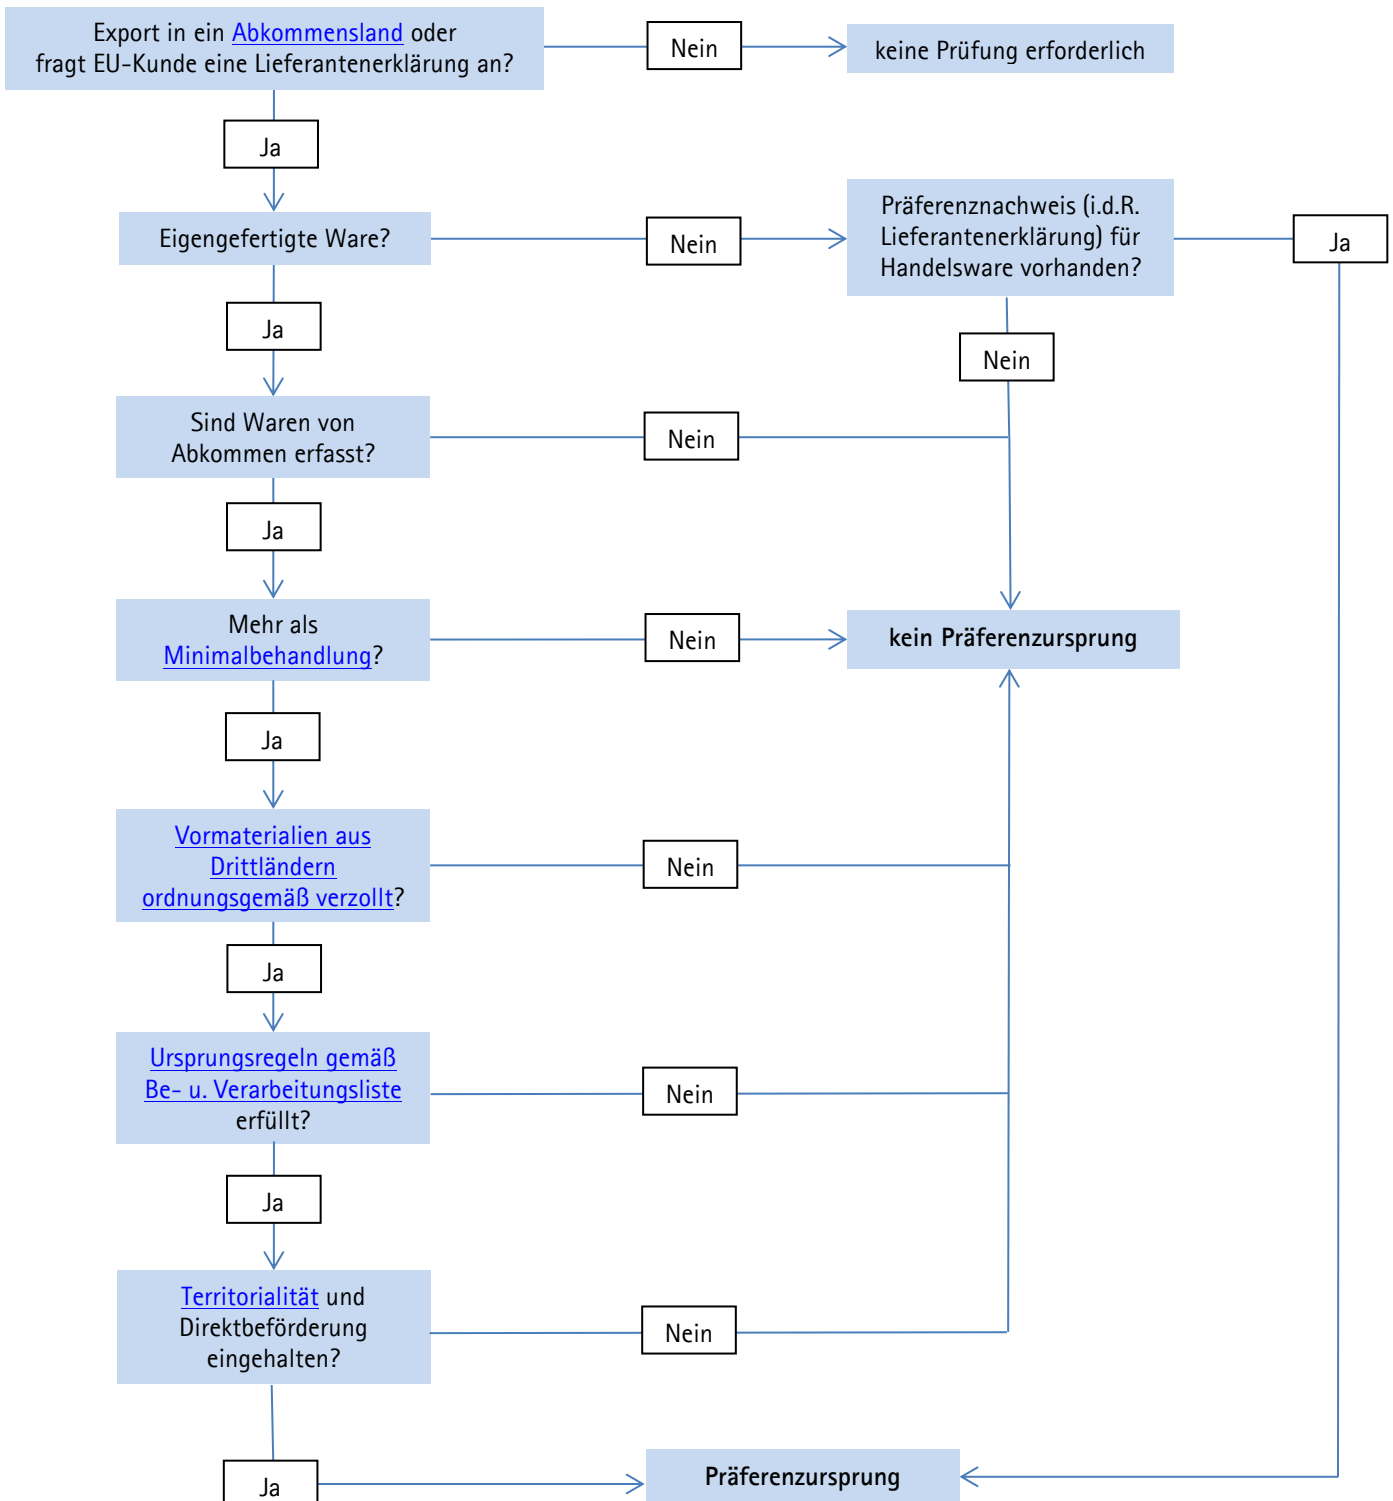 Export in ein Abkommensland oder
fragt EU-Kunde eine Lieferantenerklärung an?
Nein
keine Prüfung erforderlich
Ja
Eigengefertigte Ware?
Nein
Präferenznachweis (i.d.R.
Lieferantenerklärung) für
Handelsware vorhanden?
Ja
Ja
Nein
Sind Waren von
Abkommen erfasst?
Nein
Ja
Mehr als
Minimalbehandlung?
Nein
kein Präferenzursprung
Ja
Vormaterialien aus
Drittländern
ordnungsgemäß verzollt?
Nein
Ja
Ursprungsregeln gemäß
Be- u. Verarbeitungsliste
erfüllt?
Nein
Ja
Territorialität und
Direktbeförderung
eingehalten?
Nein
Ja
Präferenzursprung